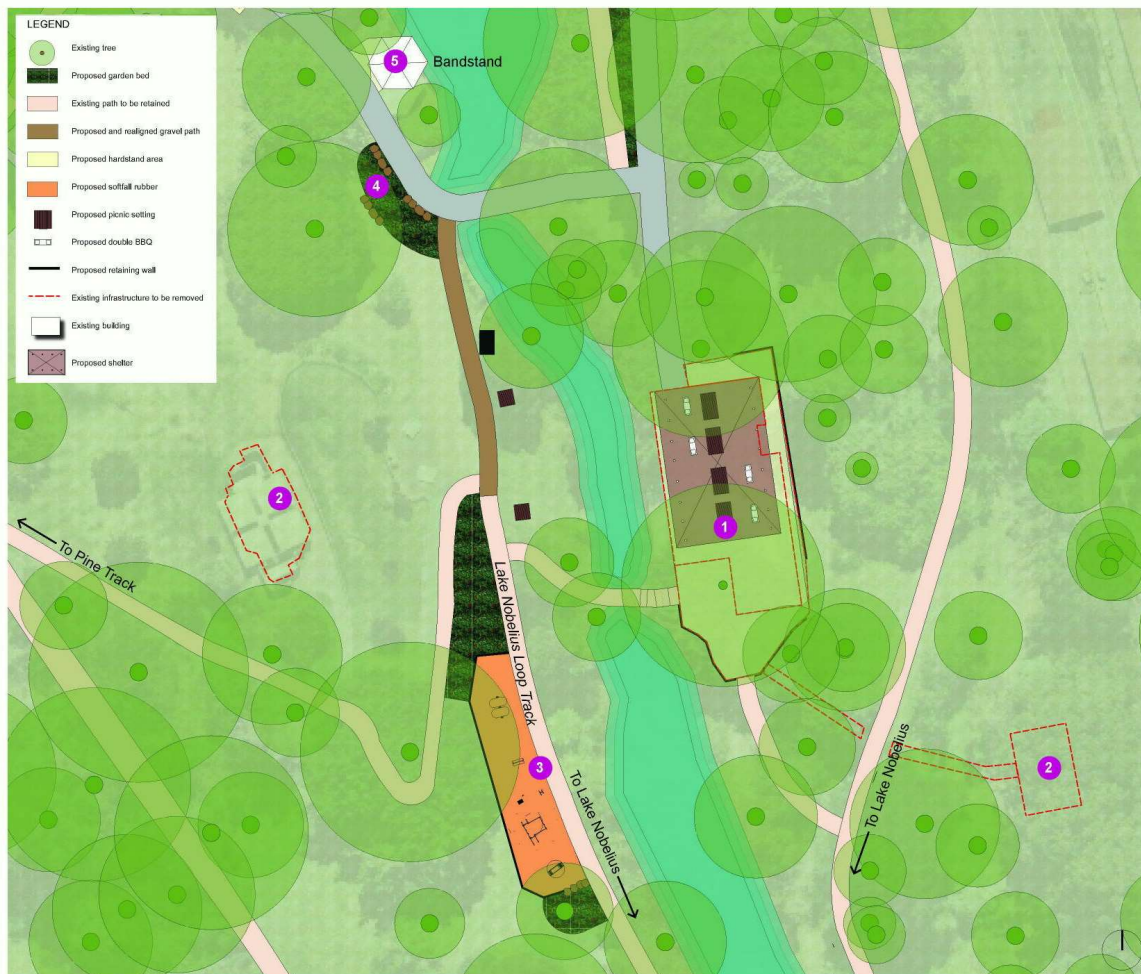 LEGEND
Existing tree
Proposed garden bed
Existing path to be retained
Proposed and realigned gravel path
Proposed hardstand area
Proposed softfall rubber
Proposed picnic setting
Proposed double BBQ
Proposed retaining wall
Existing infrastructure to be removed
Existing building
Proposed shelter
5
Bandstand
4
2
1
To Pine Track
Lake Nobelius Loop Track
3
To Lake Nobelius
To Lake Nobelius
2